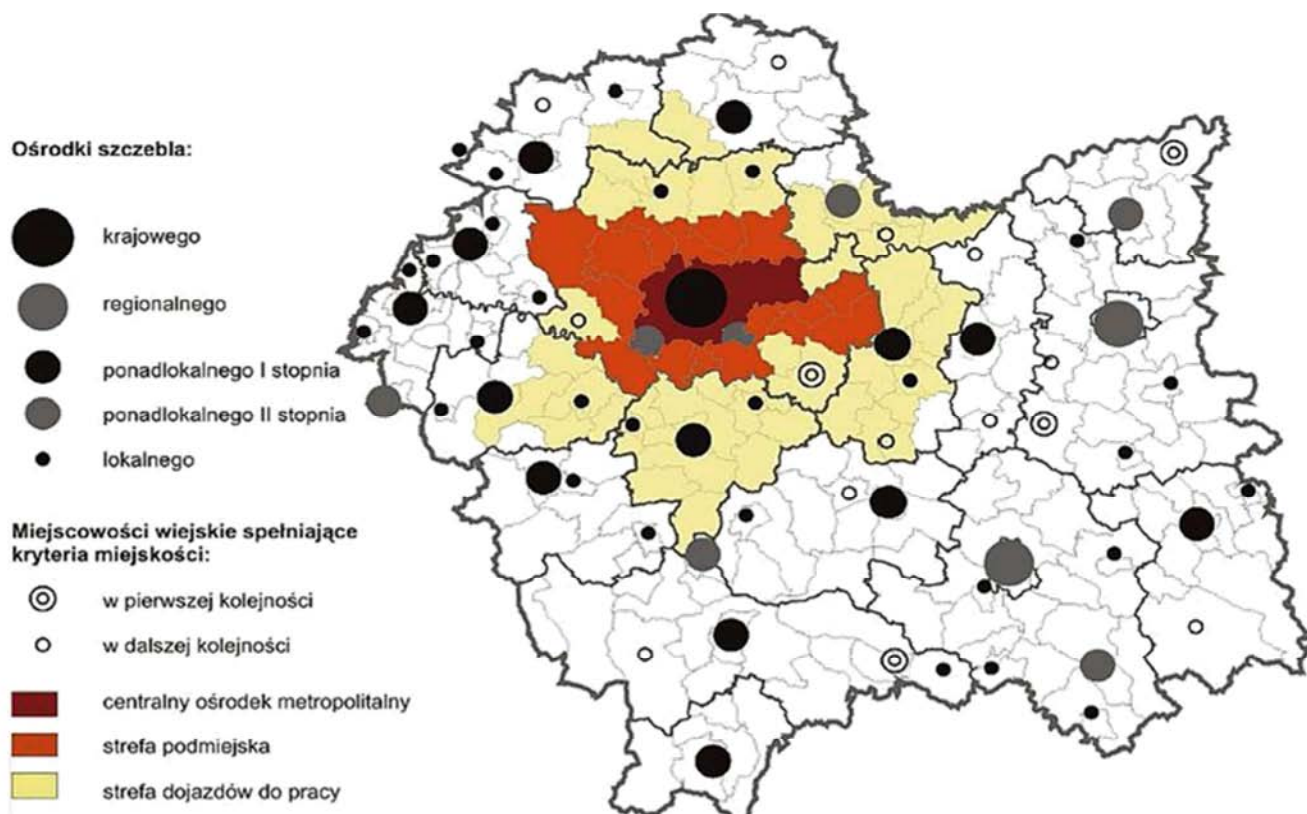 Ośrodki szczebla:
krajowego
regionalnego
ponadlokalnego I stopnia
ponadlokalnego II stopnia
lokalnego
Miejscowości wiejskie spełniające
kryteria miejskości:
w pierwszej kolejności
w dalszej kolejności
centralny ośrodek metropolitalny
strefa podmiejska
strefa dojazdów do pracy